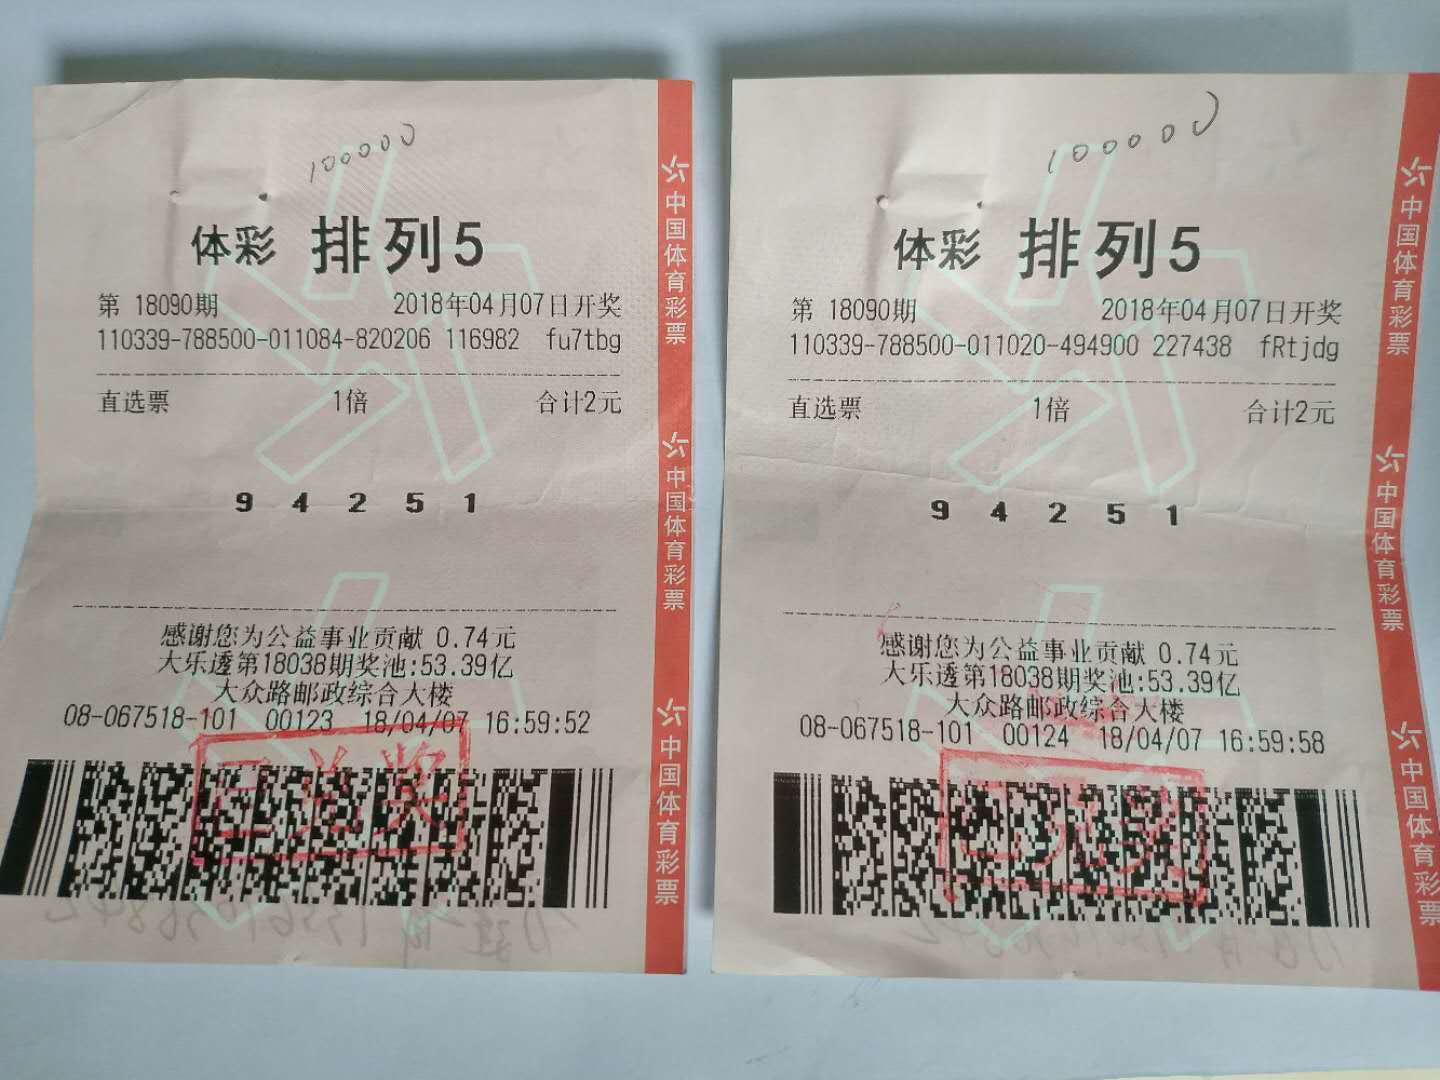 100000
体彩 排列5
第 18090期 2018年04月07日开奖
110339-788500-011084-820206 116982 fu7tbg
直选票 1倍 合计2元
9 4 2 5 1
感谢您为公益事业贡献 0.74元
大乐透第18038期奖池:53.39亿
大众路邮政综合大楼
08-067518-101 00123 18/04/07 16:59:52
已兑奖
中国体育彩票
中国体育彩票
中国体育彩票
100000
体彩 排列5
第 18090期 2018年04月07日开奖
110339-788500-011020-494900 227438 fRtjdg
直选票 1倍 合计2元
9 4 2 5 1
感谢您为公益事业贡献 0.74元
大乐透第18038期奖池:53.39亿
大众路邮政综合大楼
08-067518-101 00124 18/04/07 16:59:58
已兑奖
中国体育彩票
中国体育彩票
中国体育彩票